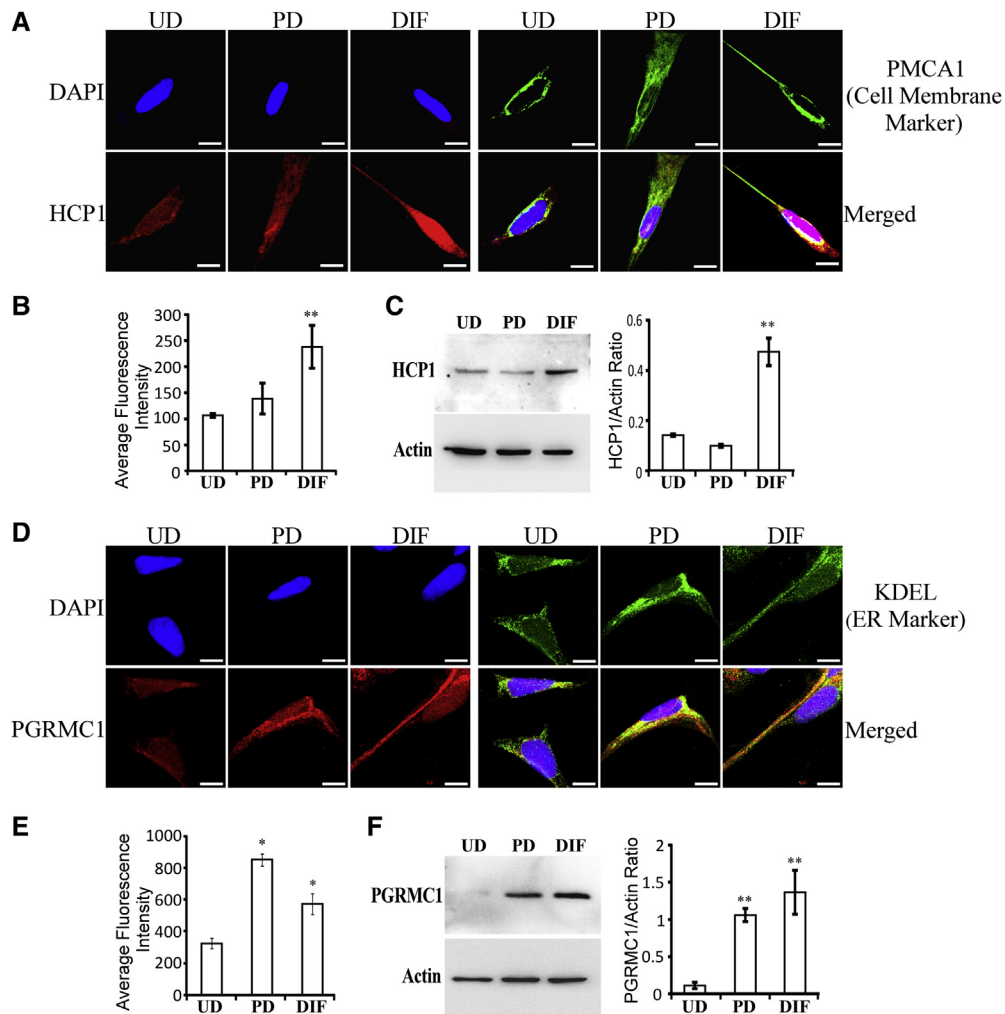 A
UD PD DIF UD PD DIF
DAPI
PMCA1
(Cell Membrane
Marker)
HCP1
Merged
B
Average Fluorescence
Intensity
300
250
200
150
100
50
0
**
UD PD DIF
C
UD PD DIF
HCP1
Actin
HCP1/Actin Ratio
0.6
0.4
0.2
0
**
UD PD DIF
D
UD PD DIF UD PD DIF
DAPI
KDEL
(ER Marker)
PGRMC1
Merged
E
Average Fluorescence
Intensity
1000
800
600
400
200
0
*
*
UD PD DIF
F
UD PD DIF
PGRMC1
Actin
PGRMC1/Actin Ratio
2
1.5
1
0.5
0
**
**
UD PD DIF